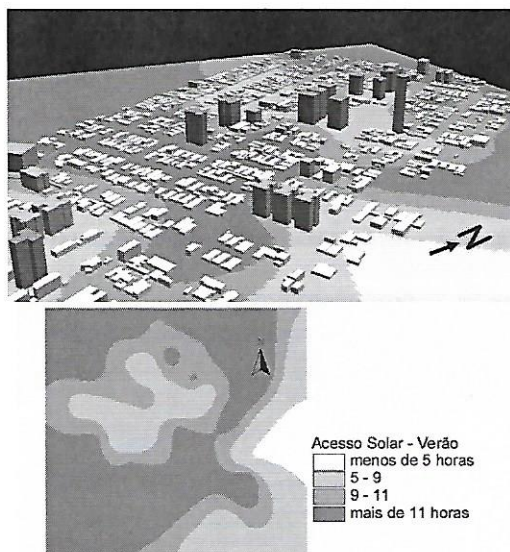 N
Acesso Solar - Verão
menos de 5 horas
5 - 9
9 - 11
mais de 11 horas